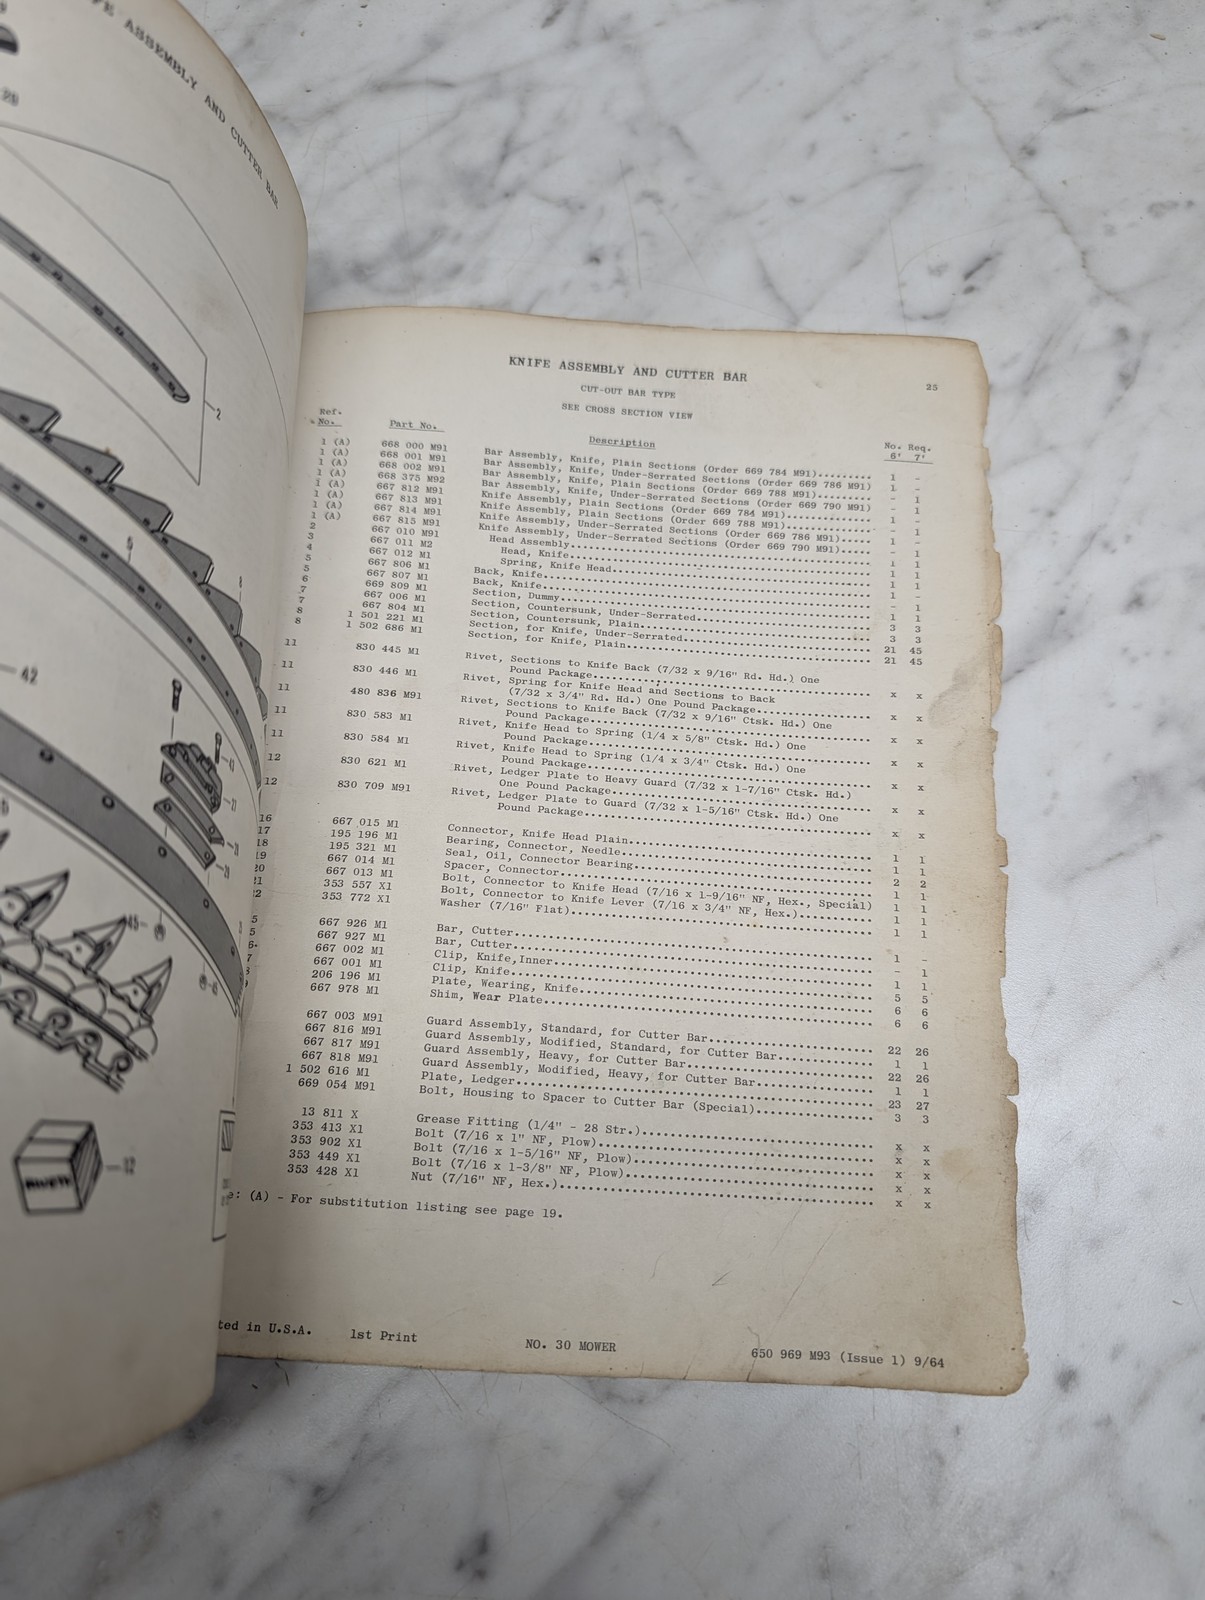 FE ASSEMBLY AND CUTTER BAR
29
2
6
8
42
43
45
45
RIVETS
12
KNIFE ASSEMBLY AND CUTTER BAR
25
CUT-OUT BAR TYPE
SEE CROSS SECTION VIEW
Ref. No. Part No. Description No. Req. 6' 7'
1 (A) 668 000 M91 Bar Assembly, Knife, Plain Sections (Order 669 784 M91)......... 1 -
1 (A) 668 001 M91 Bar Assembly, Knife, Under-Serrated Sections (Order 669 786 M91) 1 -
1 (A) 668 002 M91 Bar Assembly, Knife, Plain Sections (Order 669 788 M91)......... - 1
1 (A) 668 375 M92 Bar Assembly, Knife, Under-Serrated Sections (Order 669 790 M91) - 1
1 (A) 667 812 M91 Knife Assembly, Plain Sections (Order 669 784 M91).............. 1 -
1 (A) 667 813 M91 Knife Assembly, Plain Sections (Order 669 788 M91).............. - 1
1 (A) 667 814 M91 Knife Assembly, Under-Serrated Sections (Order 669 786 M91)..... 1 -
1 (A) 667 815 M91 Knife Assembly, Under-Serrated Sections (Order 669 790 M91)..... - 1
2 667 010 M91 Head Assembly.................... 1 1
3 667 011 M2 Head, Knife.................... 1 1
4 667 012 M1 Spring, Knife Head.................... 1 1
5 667 806 M1 Back, Knife.................... 1 -
5 667 807 M1 Back, Knife.................... - 1
6 669 809 M1 Section, Dummy.................... 1 1
7 667 006 M1 Section, Countersunk, Under-Serrated.................... 3 3
7 667 804 M1 Section, Countersunk, Plain.................... 3 3
8 1 501 221 M1 Section, for Knife, Under-Serrated.................... 21 45
8 1 502 686 M1 Section, for Knife, Plain.................... 21 45
11 830 445 M1 Rivet, Sections to Knife Back (7/32 x 9/16" Rd. Hd.) One
Pound Package.................... x x
11 830 446 M1 Rivet, Spring for Knife Head and Sections to Back
(7/32 x 3/4" Rd. Hd.) One Pound Package.................... x x
11 480 836 M91 Rivet, Sections to Knife Back (7/32 x 9/16" Ctsk. Hd.) One
Pound Package.................... x x
11 830 583 M1 Rivet, Knife Head to Spring (1/4 x 5/8" Ctsk. Hd.) One
Pound Package.................... x x
11 830 584 M1 Rivet, Knife Head to Spring (1/4 x 3/4" Ctsk. Hd.) One
Pound Package.................... x x
12 830 621 M1 Rivet, Ledger Plate to Heavy Guard (7/32 x 1-7/16" Ctsk. Hd.)
One Pound Package.................... x x
12 830 709 M91 Rivet, Ledger Plate to Guard (7/32 x 1-5/16" Ctsk. Hd.) One
Pound Package.................... x x
16 667 015 M1 Connector, Knife Head Plain.................... 1 1
17 195 196 M1 Bearing, Connector, Needle.................... 1 1
18 195 321 M1 Seal, Oil, Connector Bearing.................... 2 2
19 667 014 M1 Spacer, Connector.................... 1 1
20 667 013 M1 Bolt, Connector to Knife Head (7/16 x 1-9/16" NF, Hex., Special) 1 1
21 353 557 X1 Bolt, Connector to Knife Lever (7/16 x 3/4" NF, Hex.)............ 1 1
22 353 772 X1 Washer (7/16" Flat).................... 1 1
5 667 926 M1 Bar, Cutter.................... 1 -
5 667 927 M1 Bar, Cutter.................... - 1
6- 667 002 M1 Clip, Knife,Inner.................... 1 1
7 667 001 M1 Clip, Knife.................... 5 5
8 206 196 M1 Plate, Wearing, Knife.................... 6 6
667 978 M1 Shim, Wear Plate.................... 6 6
667 003 M91 Guard Assembly, Standard, for Cutter Bar.................... 22 26
667 816 M91 Guard Assembly, Modified, Standard, for Cutter Bar.............. 1 1
667 817 M91 Guard Assembly, Heavy, for Cutter Bar.................... 22 26
667 818 M91 Guard Assembly, Modified, Heavy, for Cutter Bar................. 1 1
1 502 616 M1 Plate, Ledger.................... 23 27
669 054 M91 Bolt, Housing to Spacer to Cutter Bar (Special)................. 3 3
13 811 X Grease Fitting (1/4" - 28 Str.).................... x x
353 413 X1 Bolt (7/16 x 1" NF, Plow).................... x x
353 902 X1 Bolt (7/16 x 1-5/16" NF, Plow).................... x x
353 449 X1 Bolt (7/16 x 1-3/8" NF, Plow).................... x x
353 428 X1 Nut (7/16" NF, Hex.).................... x x
e: (A) - For substitution listing see page 19.
ted in U.S.A. 1st Print NO. 30 MOWER 650 969 M93 (Issue 1) 9/64